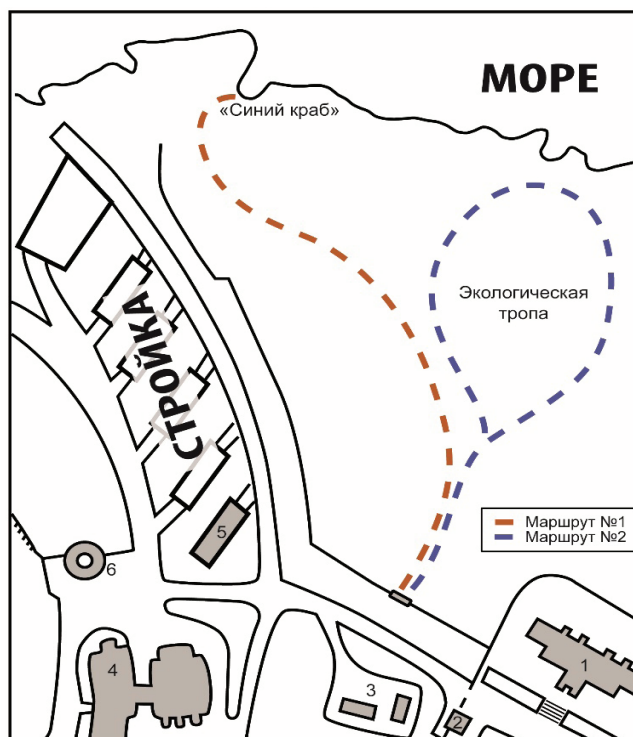 МОРЕ
«Синий краб»
Экологическая
тропа
СТРОЙКА
Маршрут №1
Маршрут №2
5
6
1
4
3
2